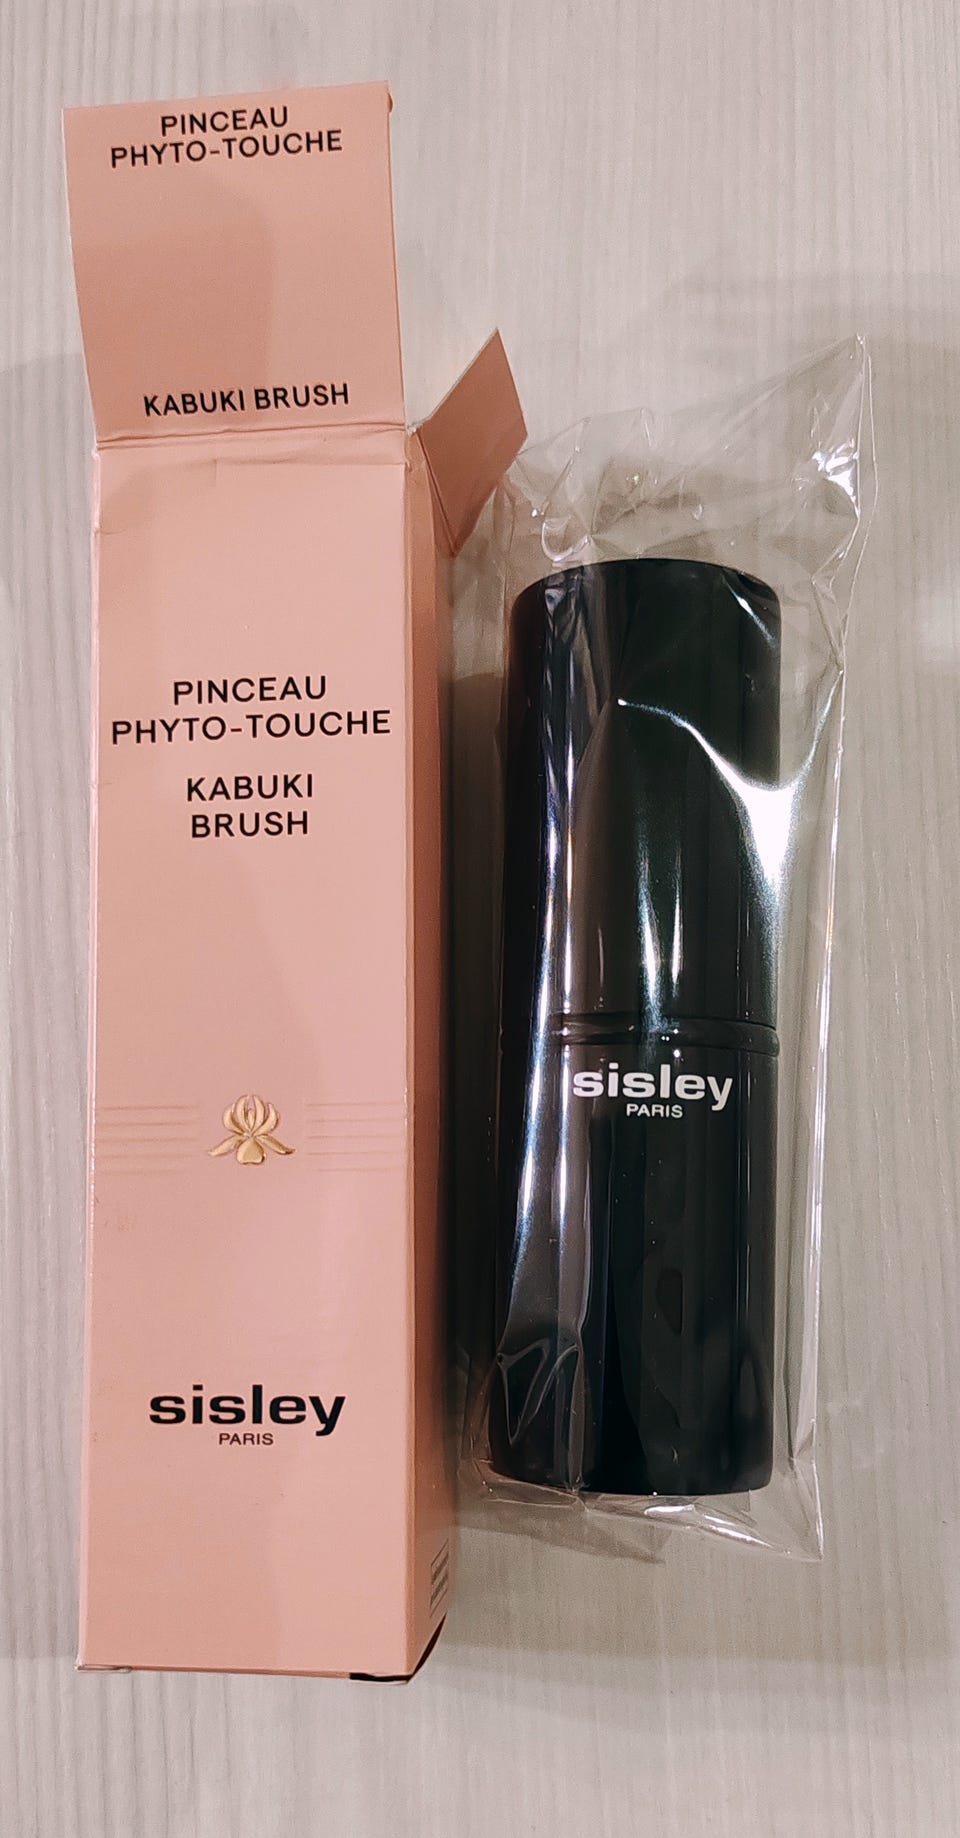 PINCEAU
PHYTO-TOUCHE
KABUKI BRUSH
PINCEAU
PHYTO-TOUCHE
KABUKI
BRUSH
sisley
PARIS
sisley
PARIS